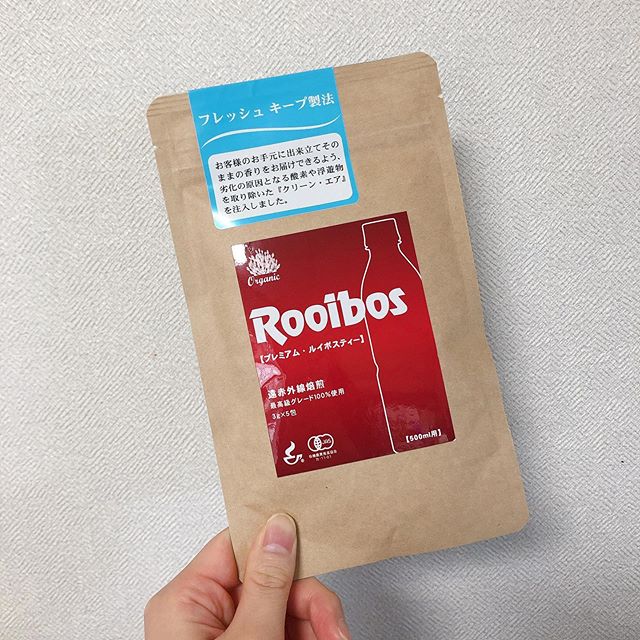 フレッシュ キープ製法
お客様のお手元に出来立てその
ままの香りをお届けできるよう、
劣化の原因となる酸素や浮遊物
を取り除いた『クリーン・エア』
を注入しました。
Organic
Rooibos
【プレミアム・ルイボスティー】
遠赤外線焙煎
最高級グレード100%使用
3g×5包
JAS
【500ml用】